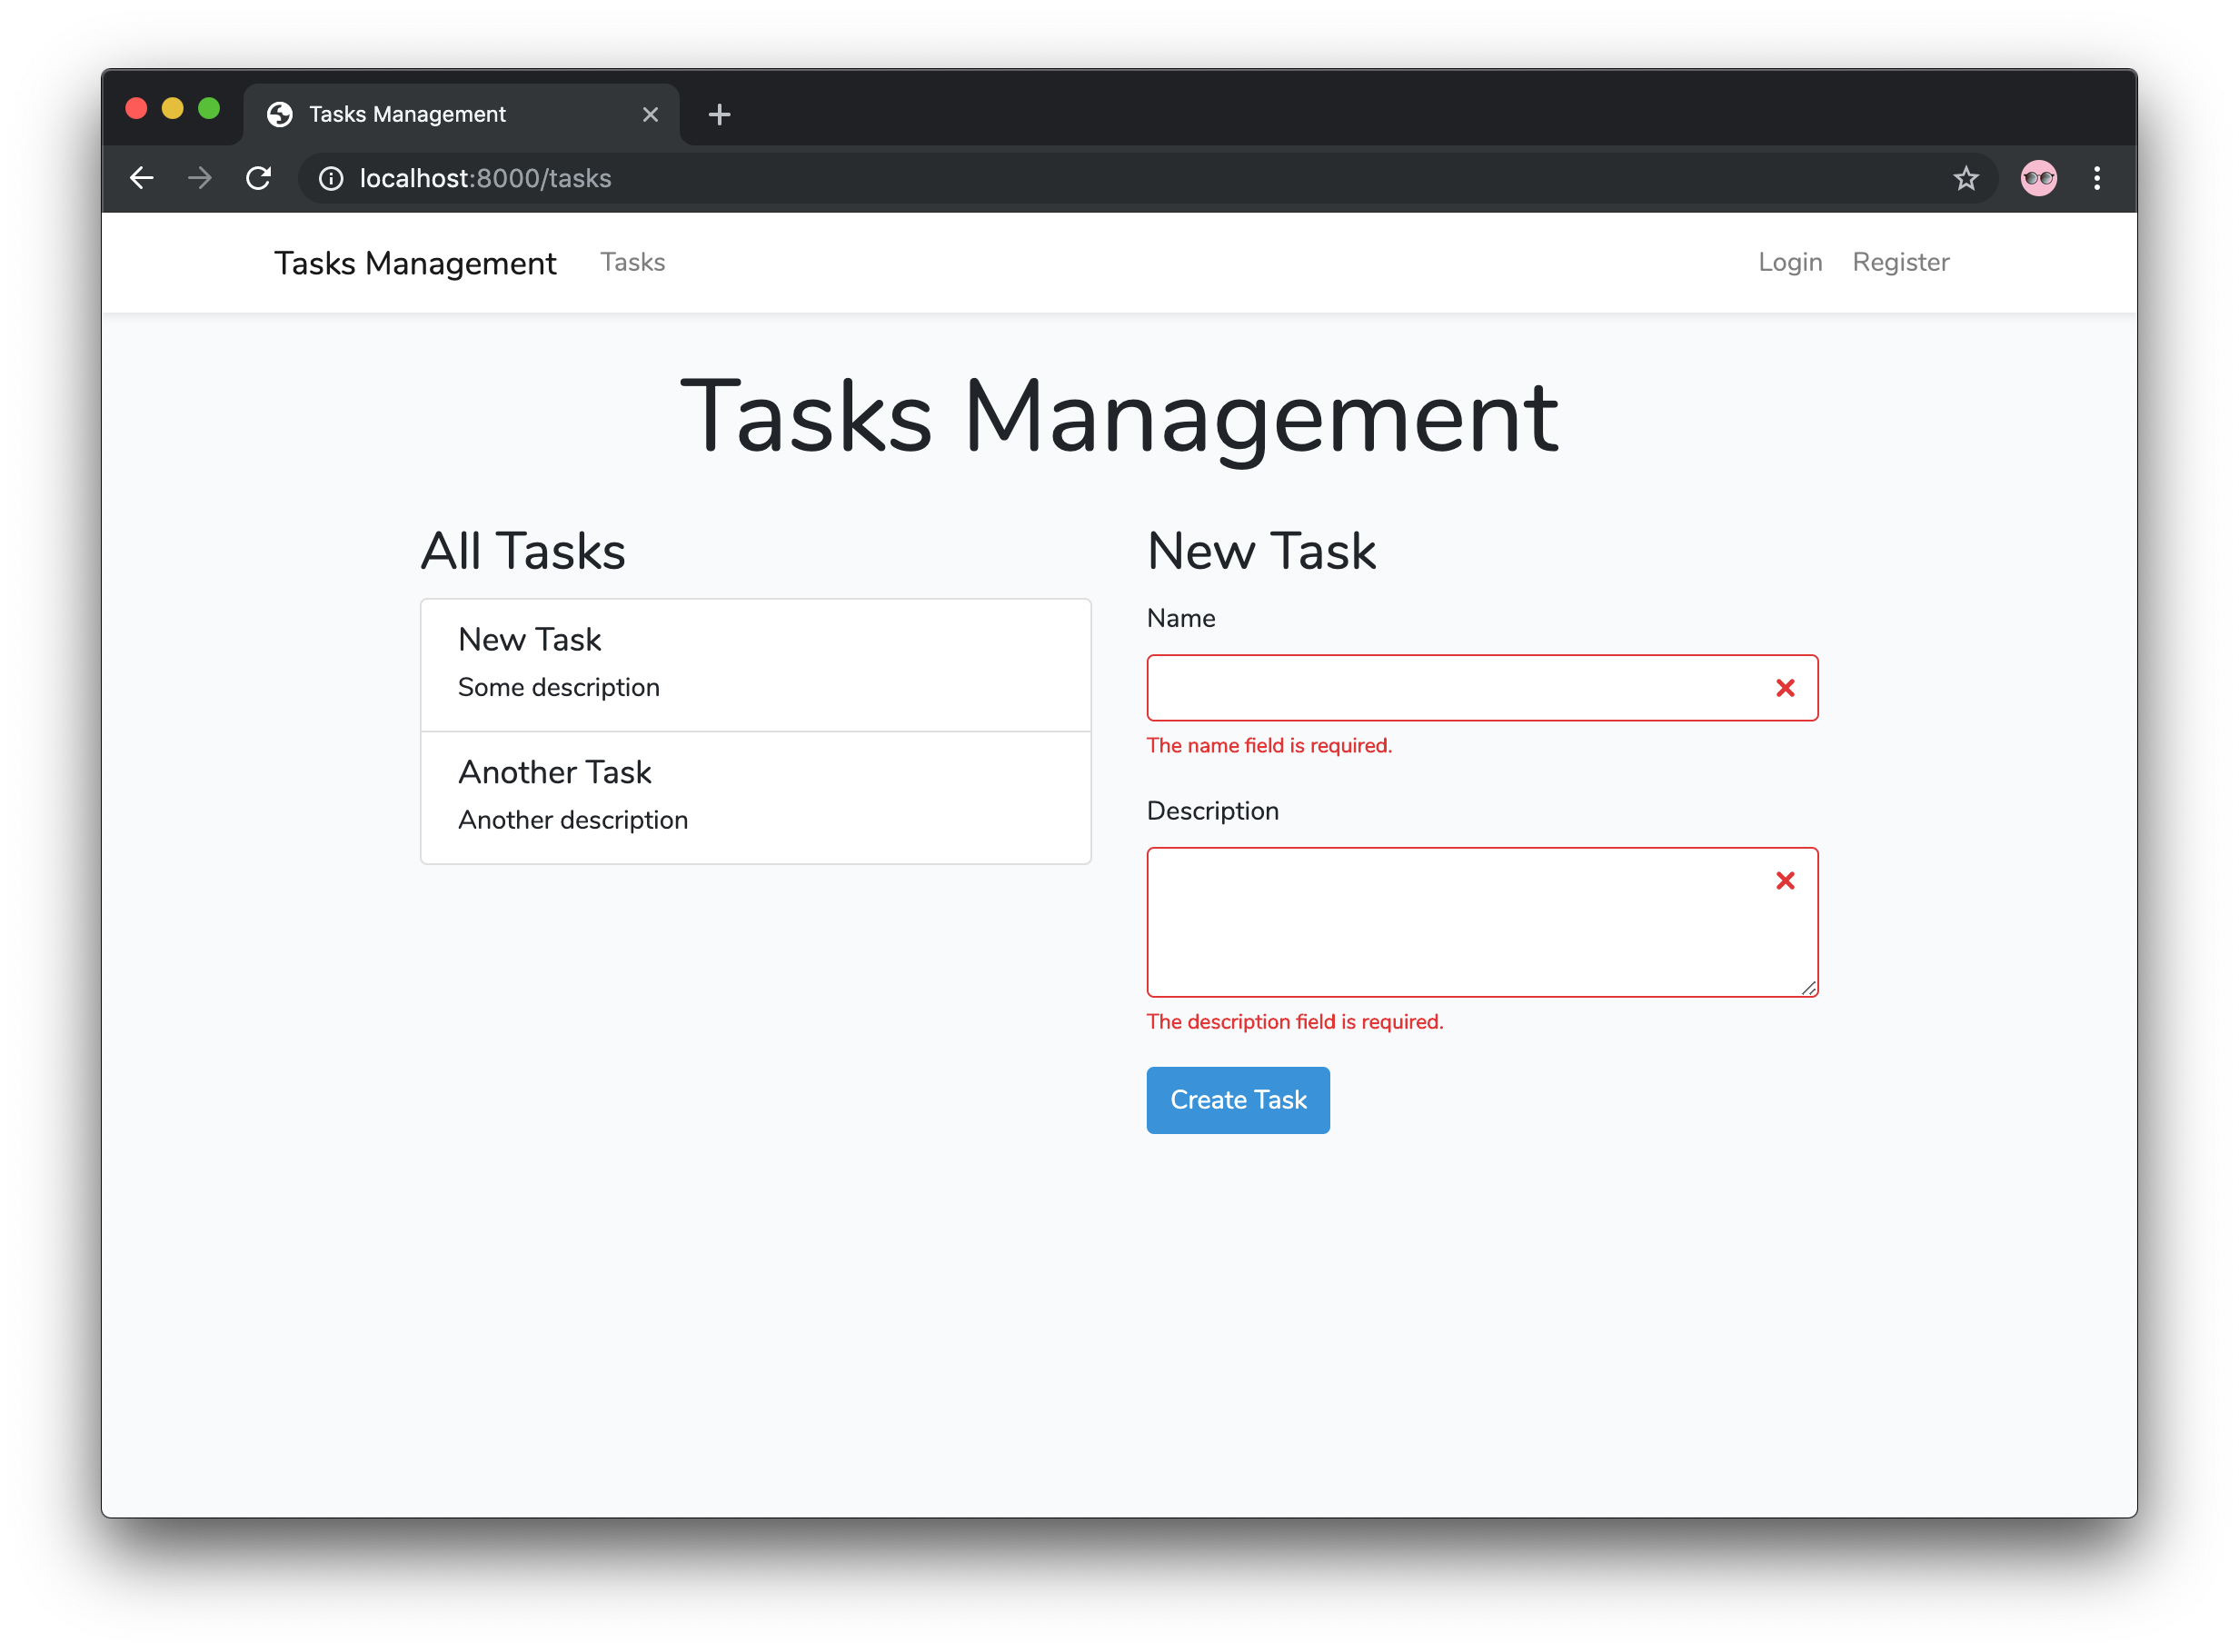 Tasks Management
localhost:8000/tasks
Tasks Management Tasks Login Register
Tasks Management
All Tasks
New Task
Some description
Another Task
Another description
New Task
Name
The name field is required.
Description
The description field is required.
Create Task